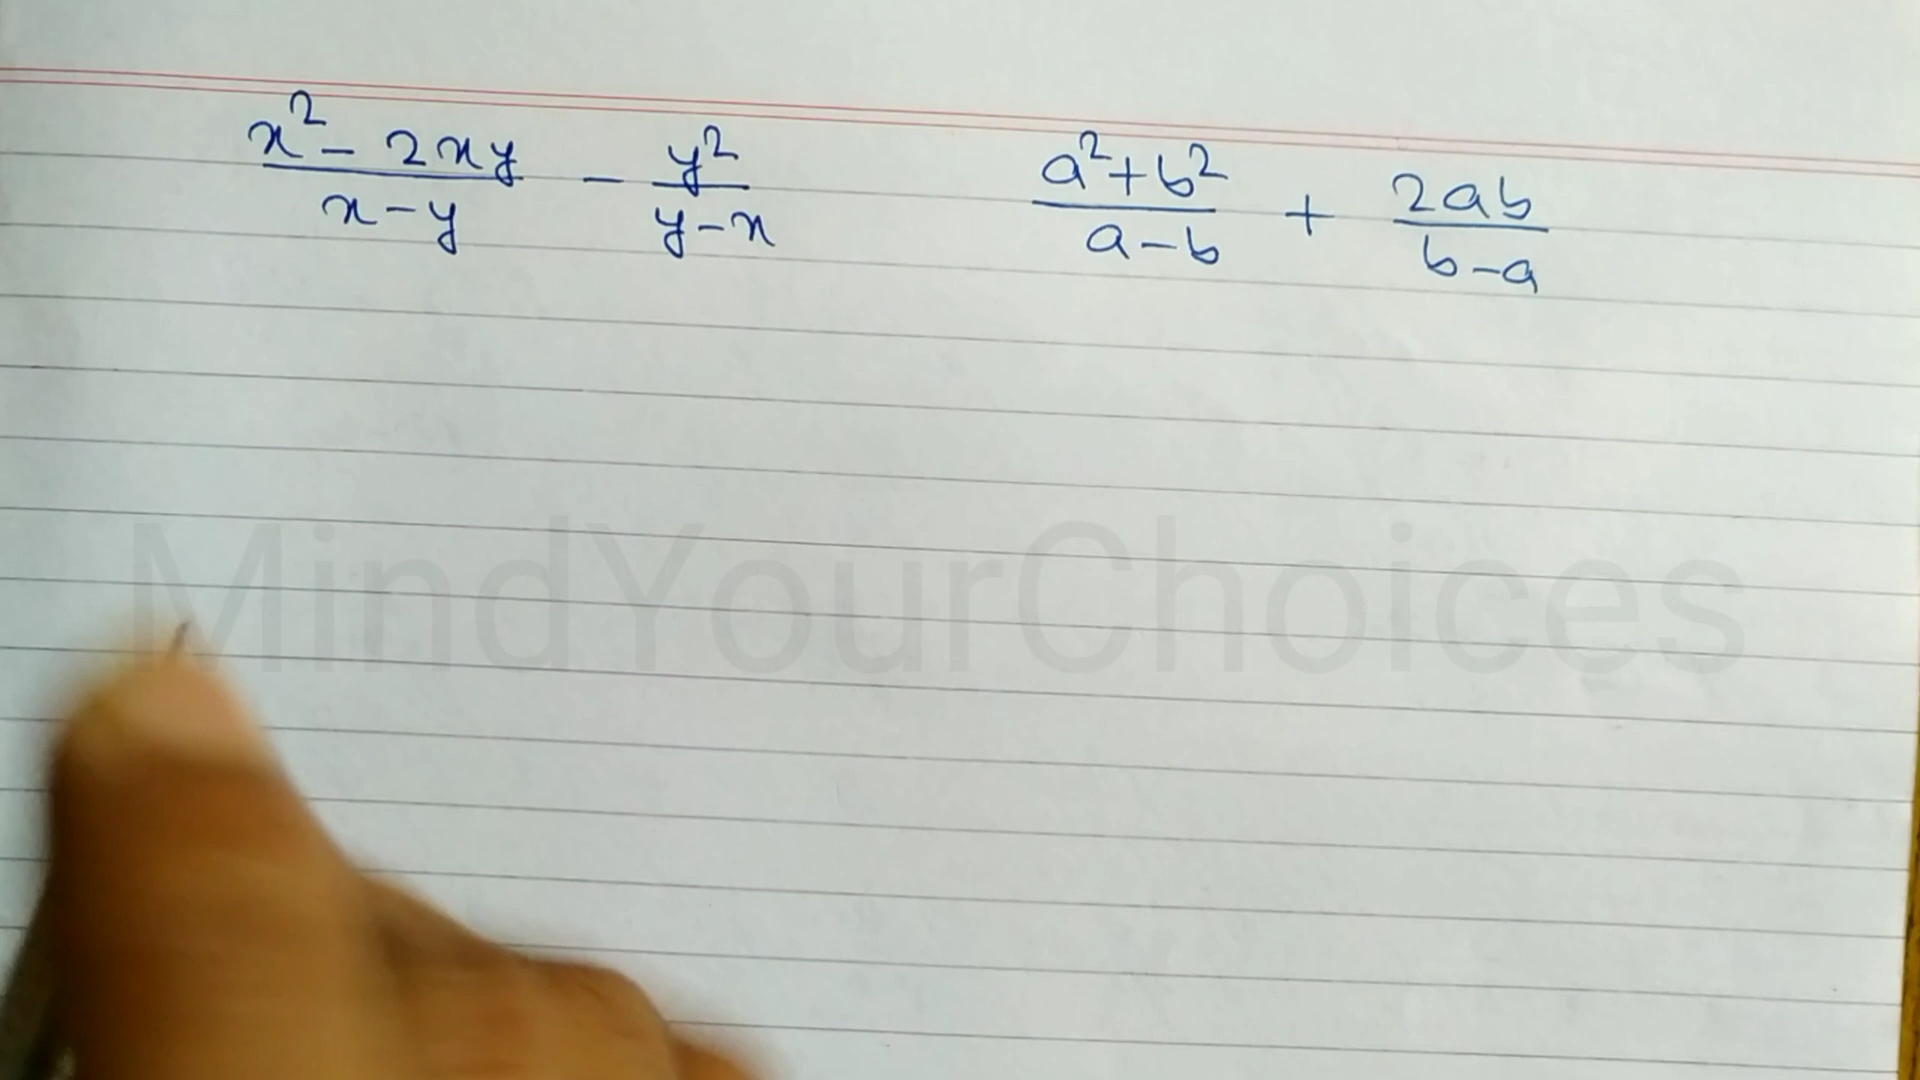 x² - 2xy / x - y - y² / y - x
a² + b² / a - b + 2ab / b - a
MindYourChoices